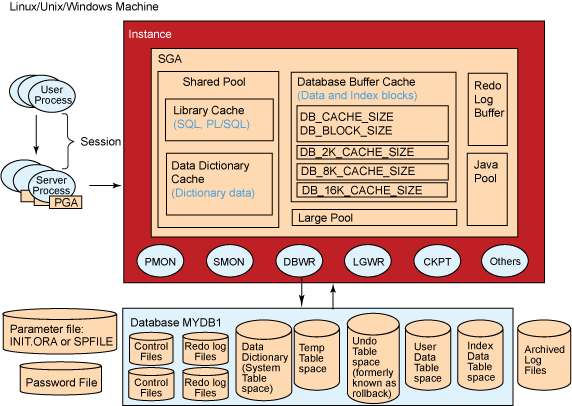 Linux/Unix/Windows Machine
Instance
SGA
User
Process
Session
Server
Process
PGA
Shared Pool
Library Cache
(SQL, PL/SQL)
Data Dictionary
Cache
(Dictionary data)
Database Buffer Cache
(Data and Index blocks)
DB_CACHE_SIZE
DB_BLOCK_SIZE
DB_2K_CACHE_SIZE
DB_8K_CACHE_SIZE
DB_16K_CACHE_SIZE
Large Pool
Redo
Log
Buffer
Java
Pool
PMON
SMON
DBWR
LGWR
CKPT
Others
Parameter file:
INIT.ORA or SPFILE
Password File
Database MYDB1
Control
Files
Redo log
Files
Control
Files
Redo log
Files
Data
Dictionary
(System
Table
space)
Temp
Table
space
Undo
Table
space
(formerly
known as
rollback)
User
Data
Table
space
Index
Data
Table
space
Archived
Log
Files